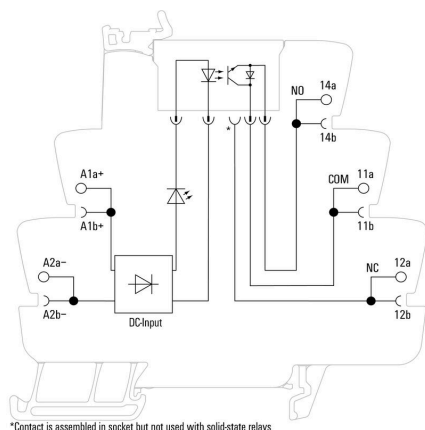 NO
14a
14b
*
A1a+
A1b+
COM
11a
11b
A2a−
A2b−
NC
12a
12b
DC-Input
*Contact is assembled in socket but not used with solid-state relays